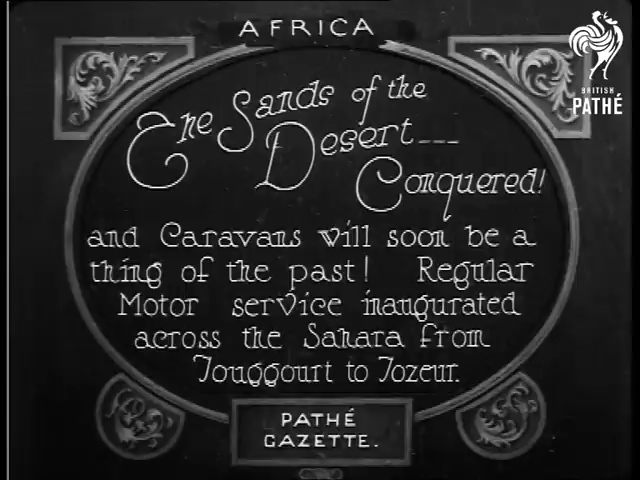 AFRICA
The Sands of the
Desert___
Conquered!
and Caravans will soon be a
thing of the past! Regular
Motor service inaugurated
across the Sahara from
Touggourt to Tozeur.
PATHÉ
GAZETTE.
BRITISH
PATHÉ